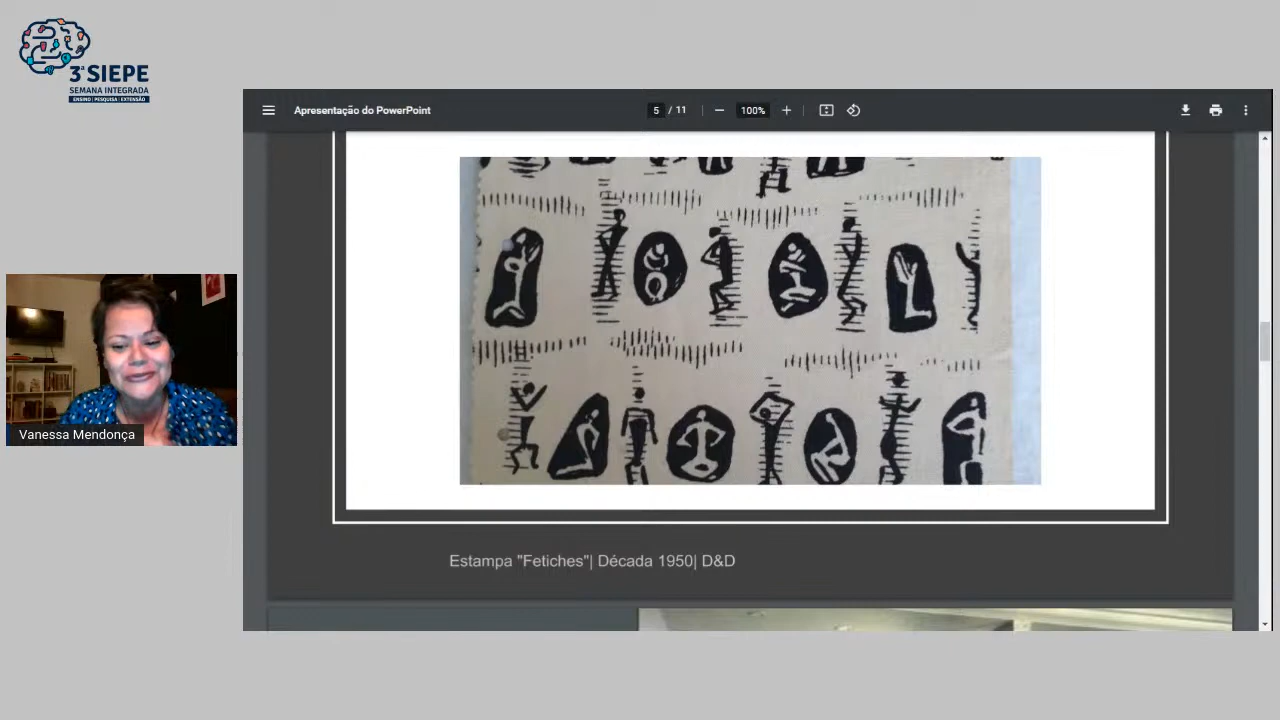 3ª SIEPE
SEMANA INTEGRADA
ENSINO | PESQUISA | EXTENSÃO
Apresentação do PowerPoint
5 / 11
100%
Vanessa Mendonça
Estampa "Fetiches"| Década 1950| D&D